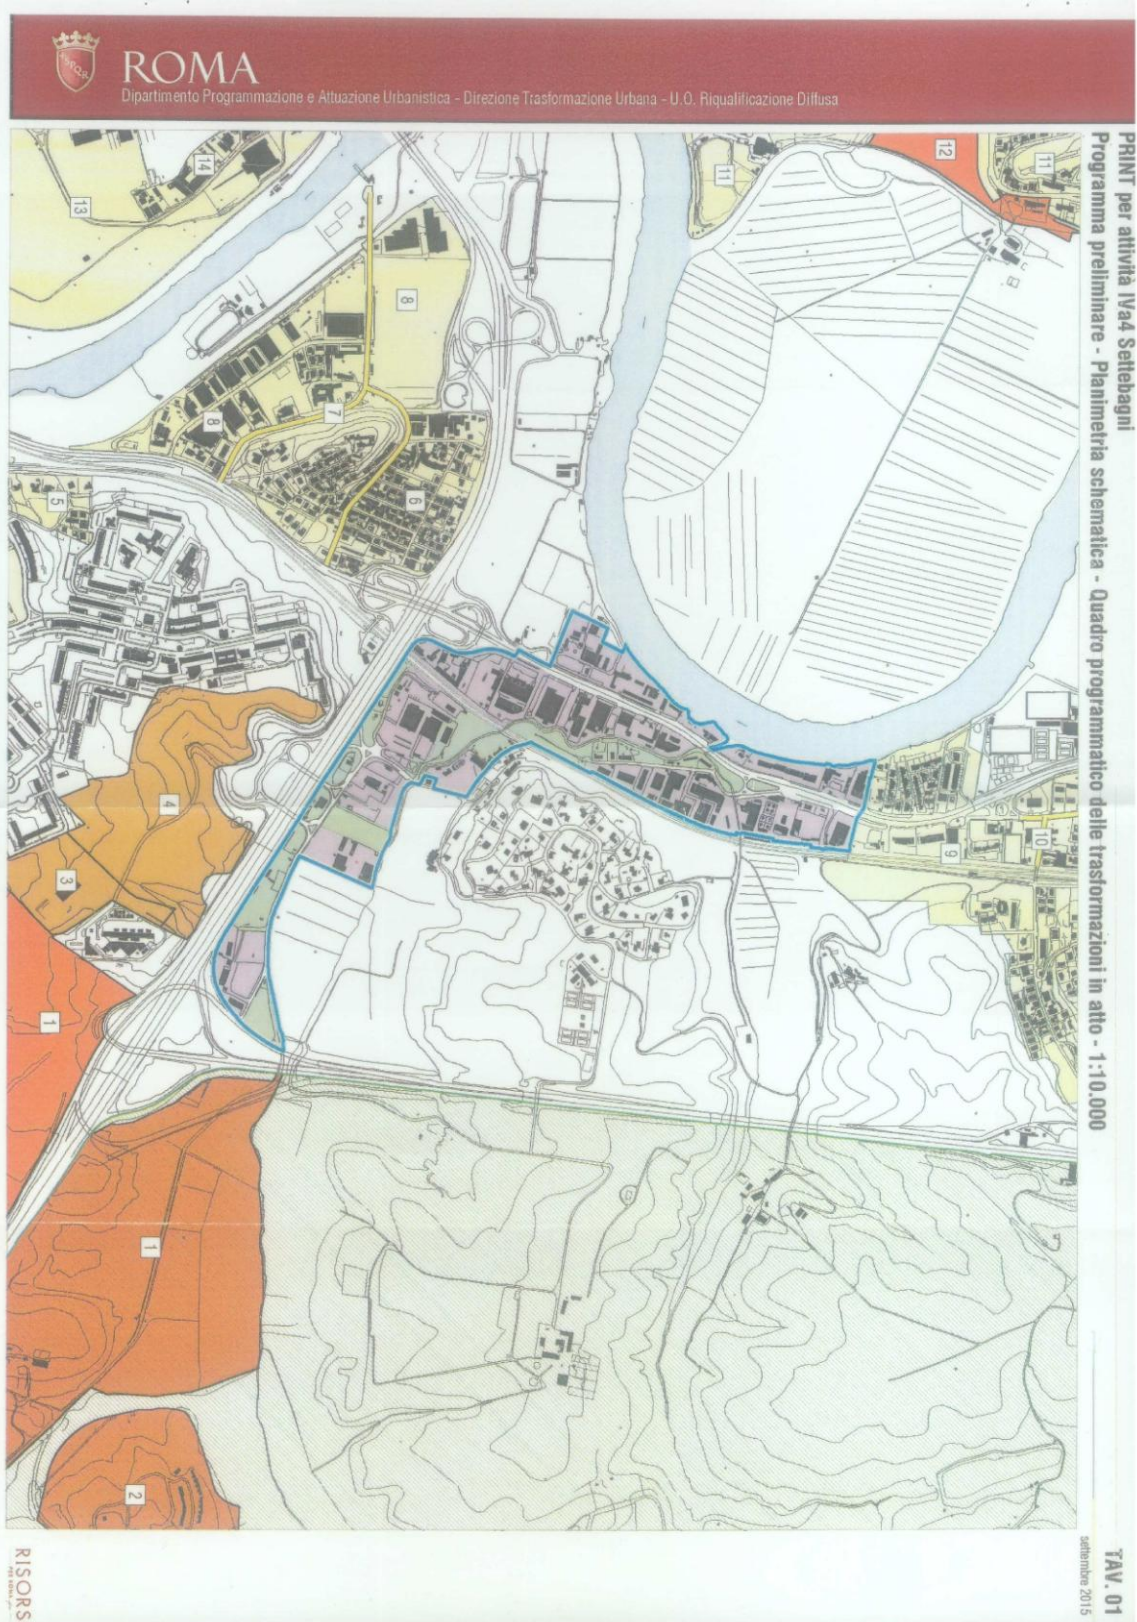 ROMA
Dipartimento Programmazione e Attuazione Urbanistica - Direzione Trasformazione Urbana - U.O. Riqualificazione Diffusa
PRINT per attività IVa4 Settebagni
Programma preliminare - Planimetria schematica - Quadro programmatico delle trasformazioni in atto - 1:10.000
TAV. 01
settembre 2015
14
13
12
11
11
8
7
8
6
5
4
3
10
9
1
1
2
RISORS